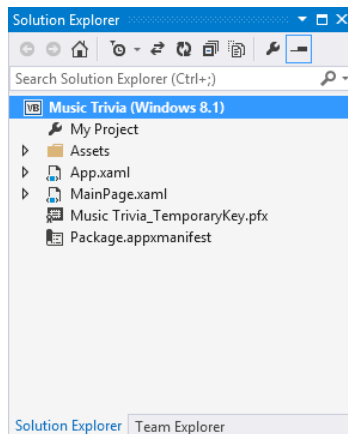 Solution Explorer
Search Solution Explorer (Ctrl+;)
VB Music Trivia (Windows 8.1)
My Project
Assets
App.xaml
MainPage.xaml
Music Trivia_TemporaryKey.pfx
Package.appxmanifest
Solution Explorer Team Explorer